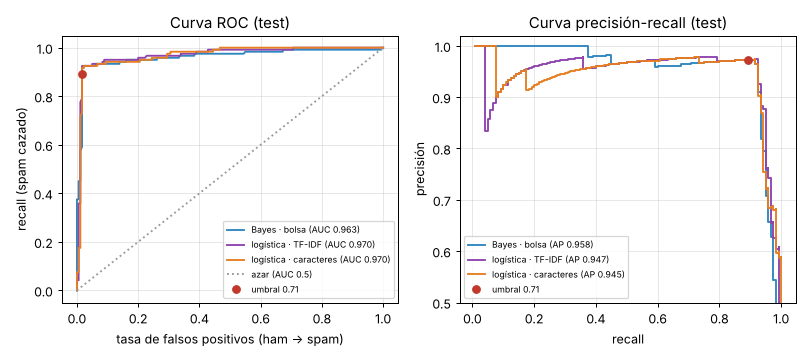 Curva ROC (test)
1.0
0.8
0.6
0.4
0.2
0.0
recall (spam cazado)
Bayes · bolsa (AUC 0.963)
logística · TF-IDF (AUC 0.970)
logística · caracteres (AUC 0.970)
azar (AUC 0.5)
umbral 0.71
0.0 0.2 0.4 0.6 0.8 1.0
tasa de falsos positivos (ham → spam)
Curva precisión-recall (test)
1.0
0.9
0.8
0.7
0.6
0.5
precisión
Bayes · bolsa (AP 0.958)
logística · TF-IDF (AP 0.947)
logística · caracteres (AP 0.945)
umbral 0.71
0.0 0.2 0.4 0.6 0.8 1.0
recall